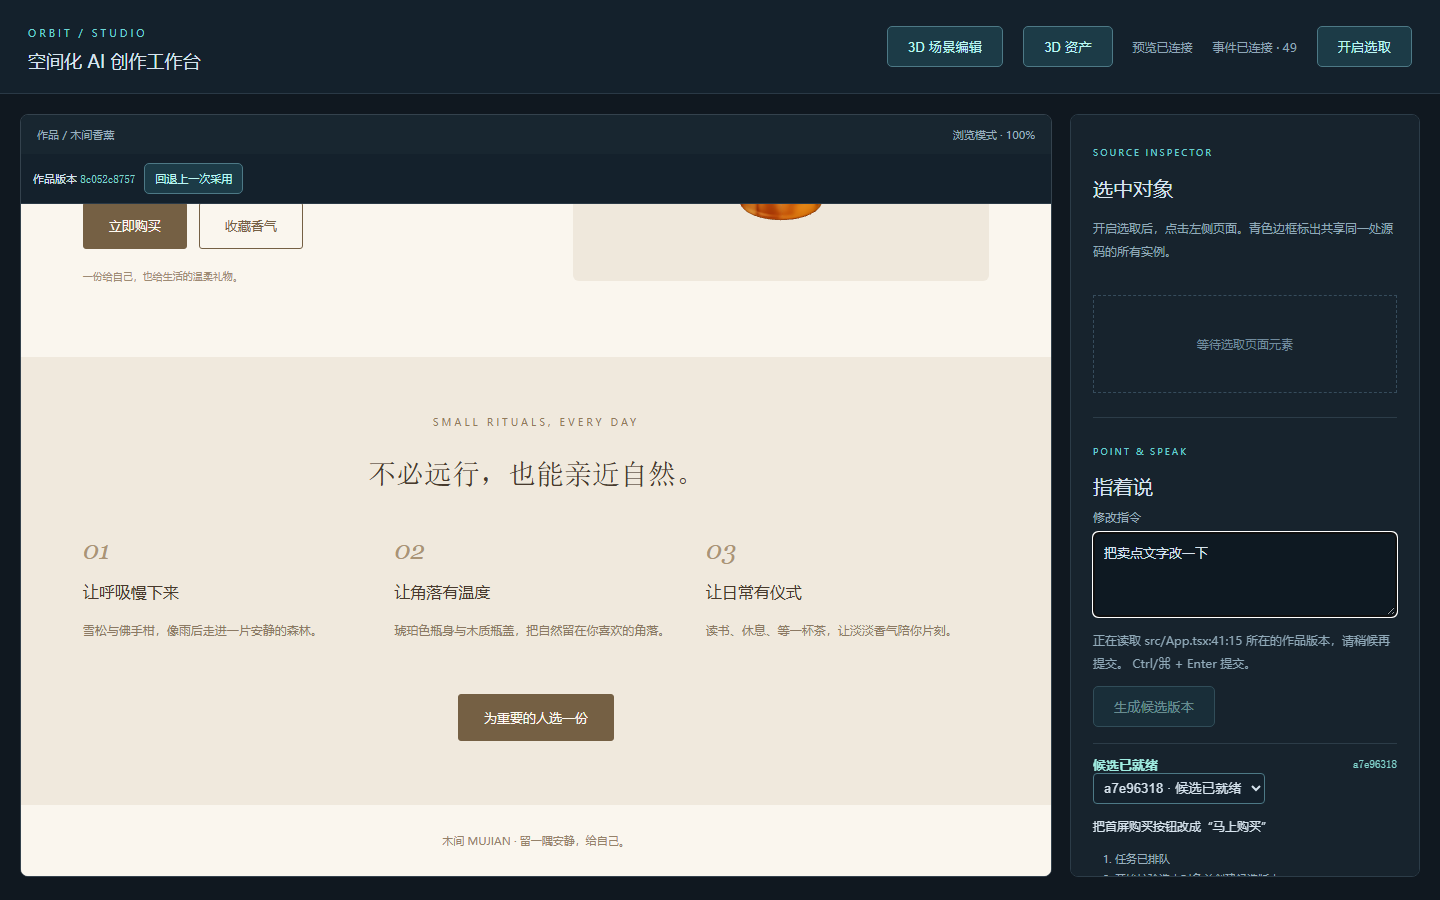 ORBIT / STUDIO
空间化 AI 创作工作台
3D 场景编辑
3D 资产
预览已连接
事件已连接 · 49
开启选取
作品 / 木间香薰
浏览模式 · 100%
作品版本 8c052c8757
回退上一次采用
立即购买
收藏香气
一份给自己，也给生活的温柔礼物。
SMALL RITUALS, EVERY DAY
不必远行，也能亲近自然。
01
让呼吸慢下来
雪松与佛手柑，像雨后走进一片安静的森林。
02
让角落有温度
琥珀色瓶身与木质瓶盖，把自然留在你喜欢的角落。
03
让日常有仪式
读书、休息、等一杯茶，让淡淡香气陪你片刻。
为重要的人选一份
木间 MUJIAN · 留一隅安静，给自己。
SOURCE INSPECTOR
选中对象
开启选取后，点击左侧页面。青色边框标出共享同一处源
码的所有实例。
等待选取页面元素
POINT & SPEAK
指着说
修改指令
把卖点文字改一下
正在读取 src/App.tsx:41:15 所在的作品版本，请稍候再
提交。 Ctrl/⌘ + Enter 提交。
生成候选版本
候选已就绪
a7e96318
a7e96318 · 候选已就绪
把首屏购买按钮改成“马上购买”
1. 任务已排队